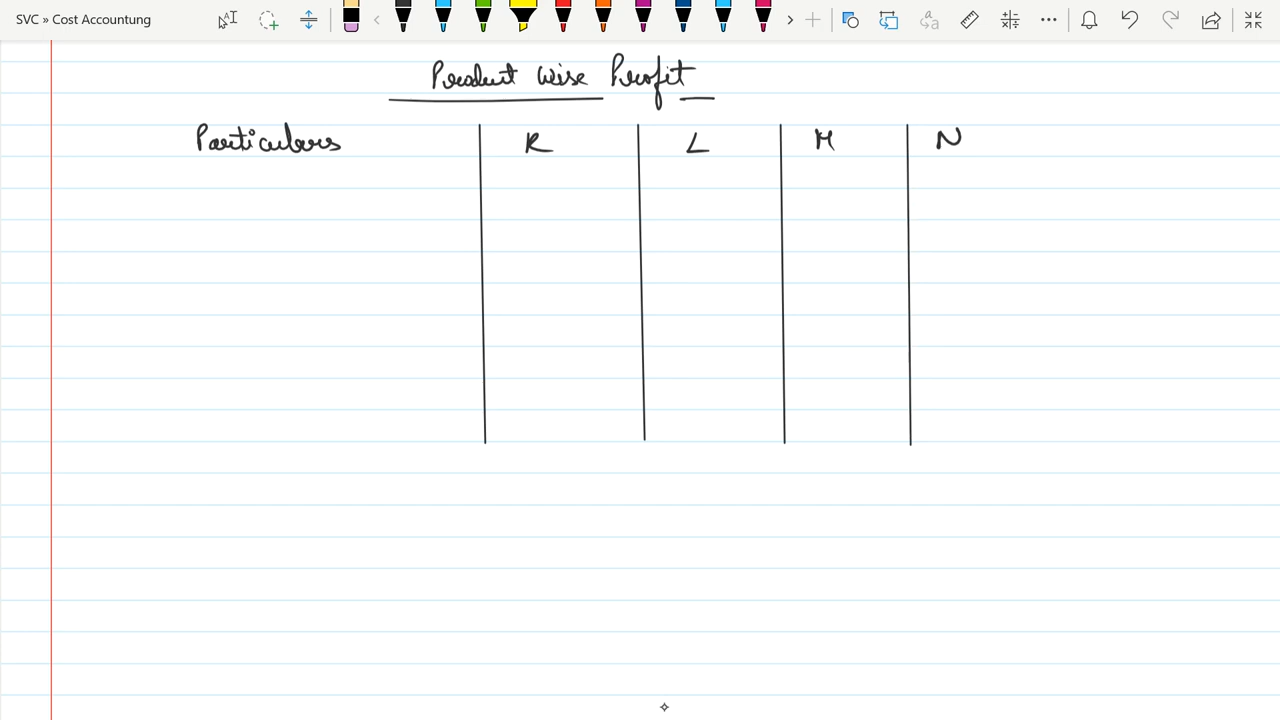 SVC » Cost Accountung
Product wise Profit
Particulars K L M N